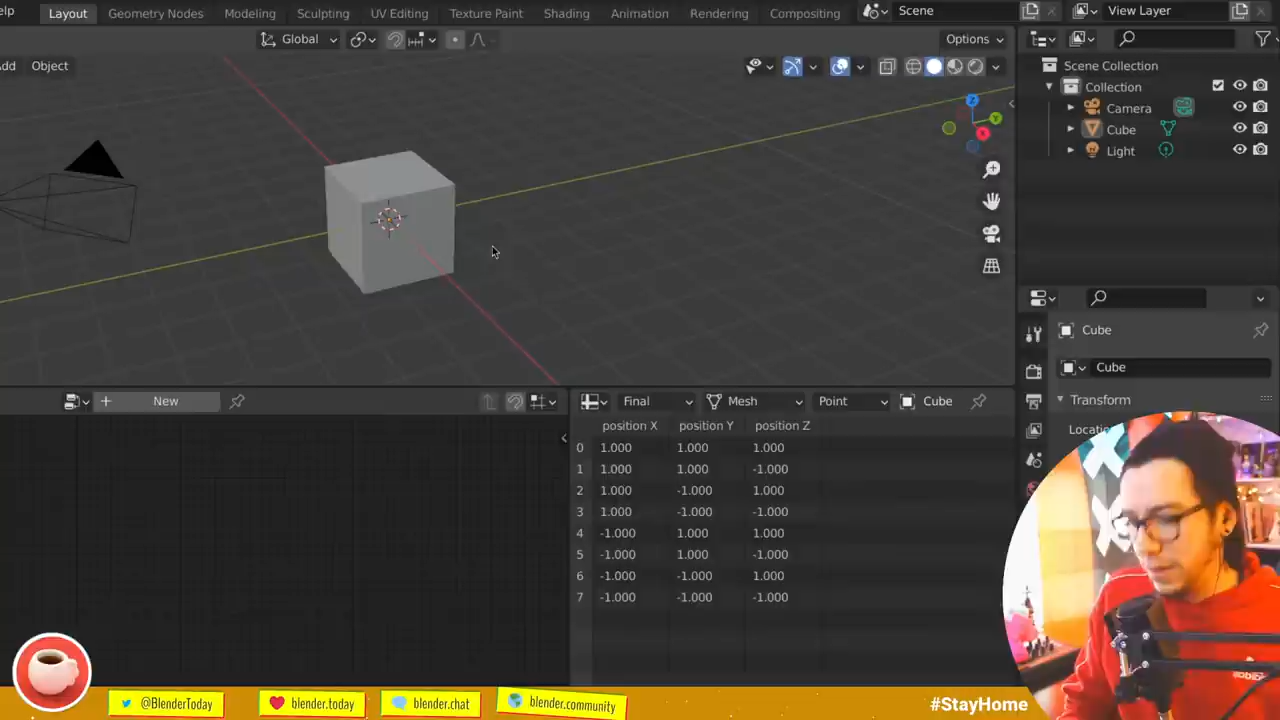 elp Layout Geometry Nodes Modeling Sculpting UV Editing Texture Paint Shading Animation Rendering Compositing Scene View Layer
Global Options
dd Object
Scene Collection
Collection
Camera
Cube
Light
Z
Y
Cube
Cube
Transform
New
Final Mesh Point Cube
position X position Y position Z
0 1.000 1.000 1.000
1 1.000 1.000 -1.000
2 1.000 -1.000 1.000
3 1.000 -1.000 -1.000
4 -1.000 1.000 1.000
5 -1.000 1.000 -1.000
6 -1.000 -1.000 1.000
7 -1.000 -1.000 -1.000
Locati
@BlenderToday blender.today blender.chat blender.community
#StayHome